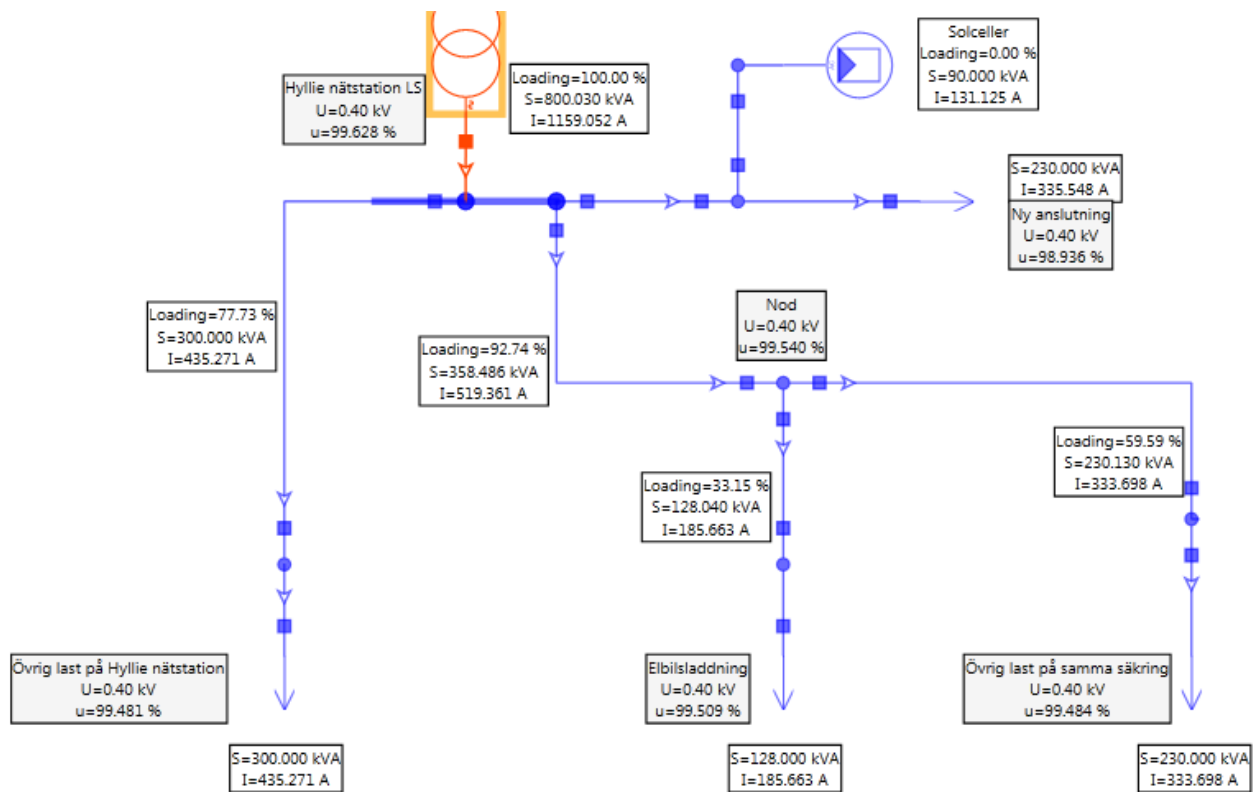 Solceller
Loading=0.00 %
S=90.000 kVA
I=131.125 A
Hyllie nätstation LS
U=0.40 kV
u=99.628 %
Loading=100.00 %
S=800.030 kVA
I=1159.052 A
S=230.000 kVA
I=335.548 A
Ny anslutning
U=0.40 kV
u=98.936 %
Loading=77.73 %
S=300.000 kVA
I=435.271 A
Loading=92.74 %
S=358.486 kVA
I=519.361 A
Nod
U=0.40 kV
u=99.540 %
Loading=33.15 %
S=128.040 kVA
I=185.663 A
Loading=59.59 %
S=230.130 kVA
I=333.698 A
Övrig last på Hyllie nätstation
U=0.40 kV
u=99.481 %
Elbilsladdning
U=0.40 kV
u=99.509 %
Övrig last på samma säkring
U=0.40 kV
u=99.484 %
S=300.000 kVA
I=435.271 A
S=128.000 kVA
I=185.663 A
S=230.000 kVA
I=333.698 A